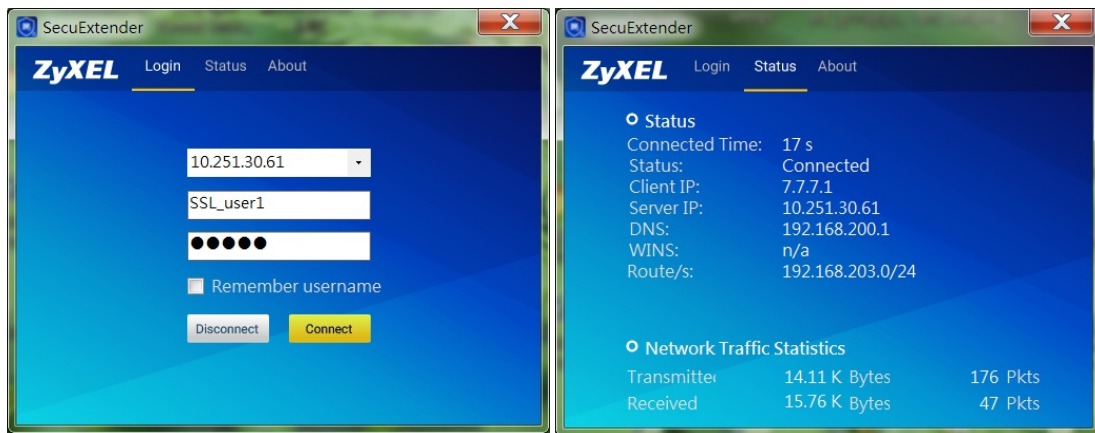 SecuExtender
ZyXEL Login Status About
10.251.30.61
SSL_user1
●●●●●
Remember username
Disconnect Connect
SecuExtender
ZyXEL Login Status About
Status
Connected Time: 17 s
Status: Connected
Client IP: 7.7.7.1
Server IP: 10.251.30.61
DNS: 192.168.200.1
WINS: n/a
Route/s: 192.168.203.0/24
Network Traffic Statistics
Transmitted 14.11 K Bytes 176 Pkts
Received 15.76 K Bytes 47 Pkts